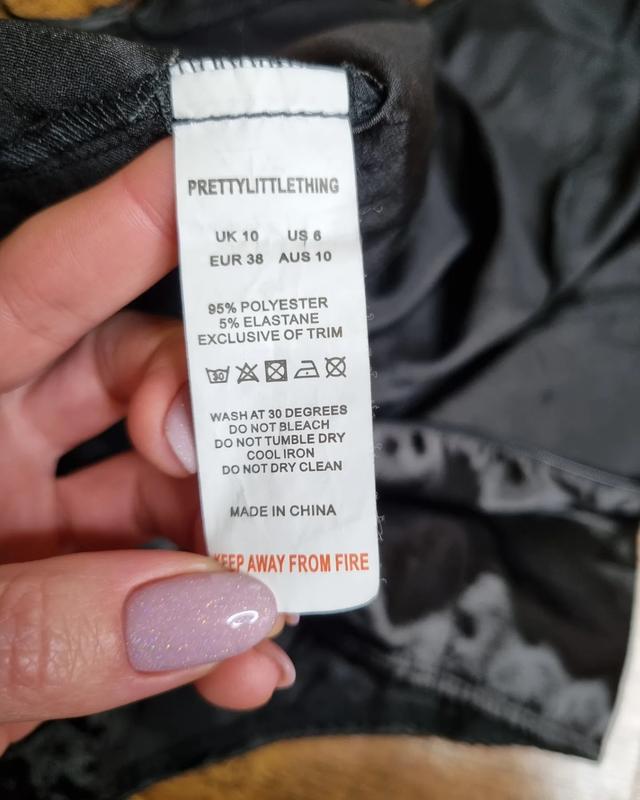 PRETTYLITTLETHING
UK 10 US 6
EUR 38 AUS 10
95% POLYESTER
5% ELASTANE
EXCLUSIVE OF TRIM
30
WASH AT 30 DEGREES
DO NOT BLEACH
DO NOT TUMBLE DRY
COOL IRON
DO NOT DRY CLEAN
MADE IN CHINA
KEEP AWAY FROM FIRE